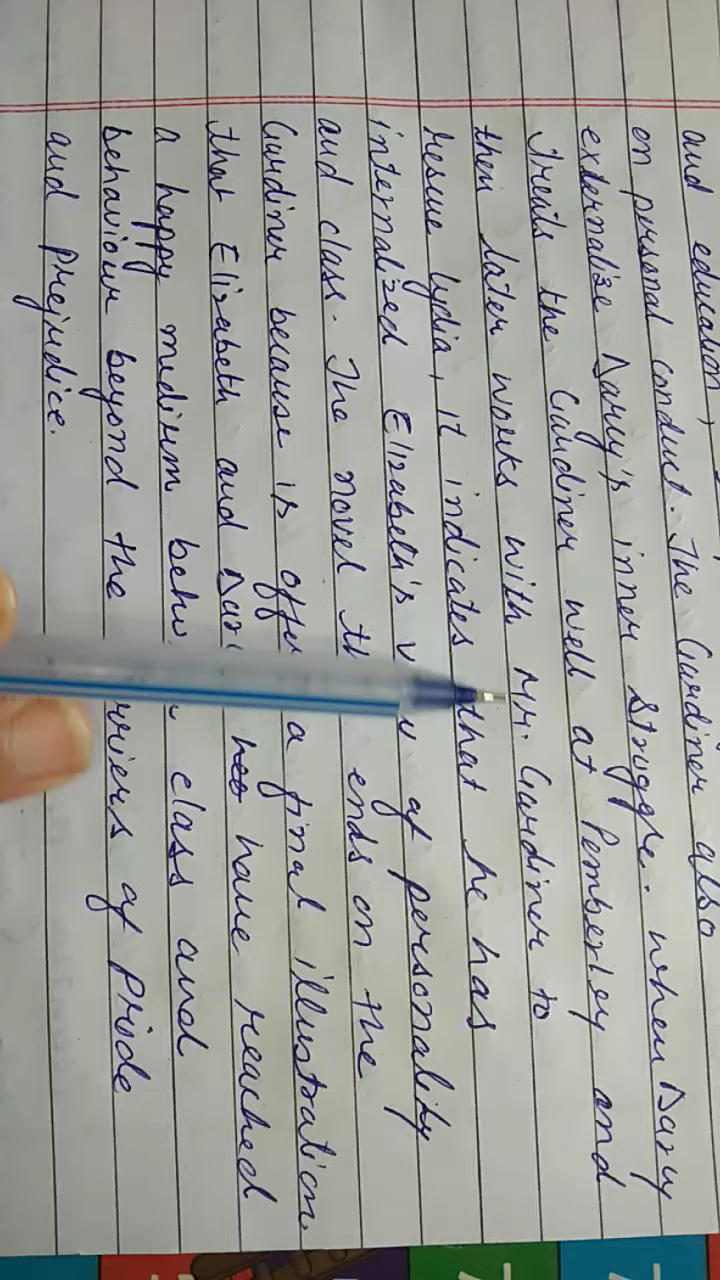 and education,
on personal conduct. The Gardiner also
externalize Darcy's inner struggle. when Darcy
Treats the Gardiner well at Pemberley and
then later works with Mr. Gardiner to
rescue lydia, it indicates that he has
internalized Elizabeth's of personality
and class. The novel ends on the
Gardiner because is a final illustration
that Elizabeth and have reached
a happy medium class and
behaviour beyond the of Pride
and prejudice.